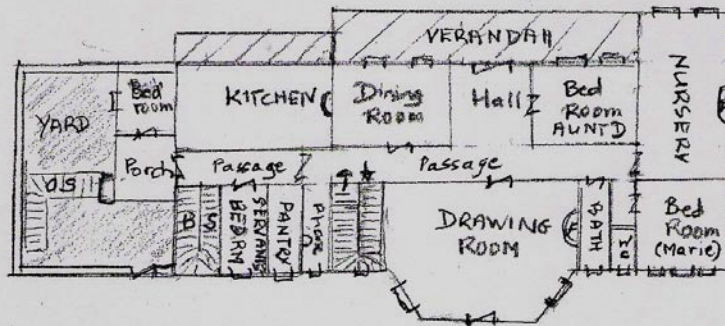 VERANDAH
NURSERY
Bed
room
KITCHEN
Dining
Room
Hall
Bed
Room
AUNT D
YARD
Porch
Passage
Passage
B
S
SERVANTS
BEDRM
PANTRY
DRAWING
ROOM
BATH
Bed
Room
(Marie)